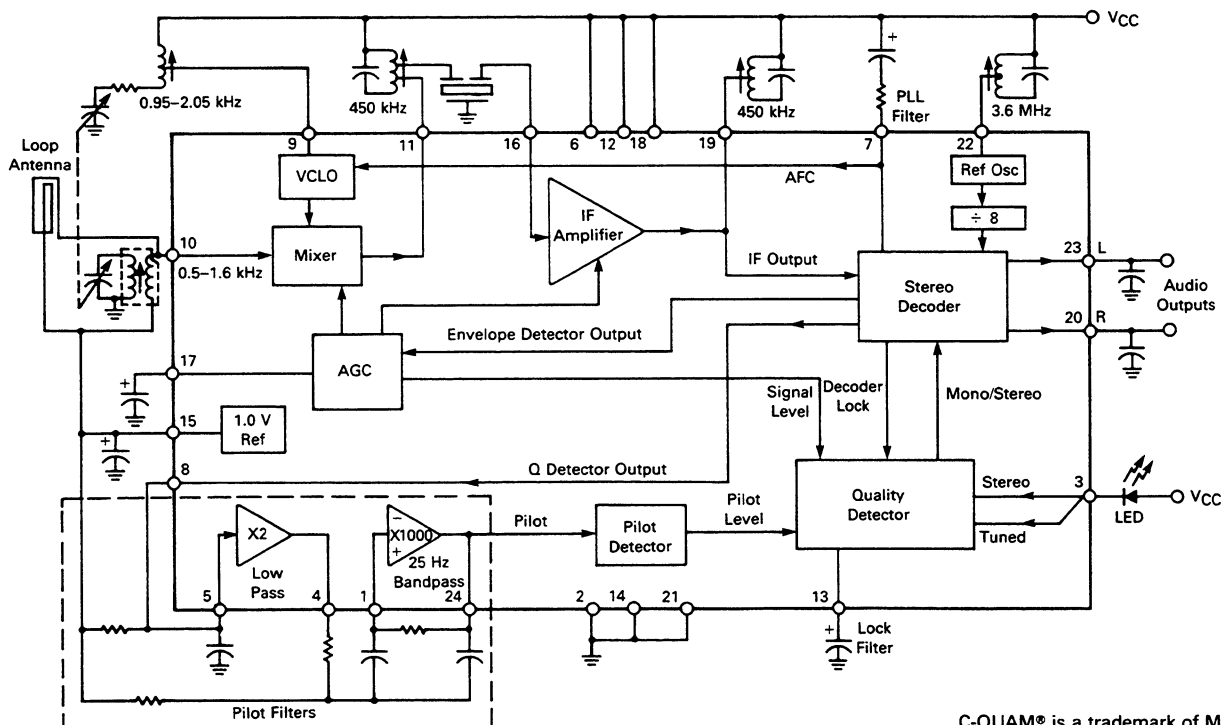 VCC
0.95–2.05 kHz
450 kHz
450 kHz
PLL
Filter
3.6 MHz
Loop
Antenna
9
11
16
6
12
18
19
7
22
VCLO
AFC
Ref Osc
÷ 8
IF
Amplifier
10
0.5–1.6 kHz
Mixer
IF Output
Stereo
Decoder
23
L
Audio
Outputs
20
R
Envelope Detector Output
17
AGC
Signal
Level
Decoder
Lock
Mono/Stereo
15
1.0 V
Ref
8
Q Detector Output
Quality
Detector
Stereo
Tuned
3
LED
VCC
X2
Low
Pass
X1000
–
+
25 Hz
Bandpass
Pilot
Pilot
Detector
Pilot
Level
5
4
1
24
2
14
21
13
+
Lock
Filter
Pilot Filters
+
+
+
C-QUAM® is a trademark of M